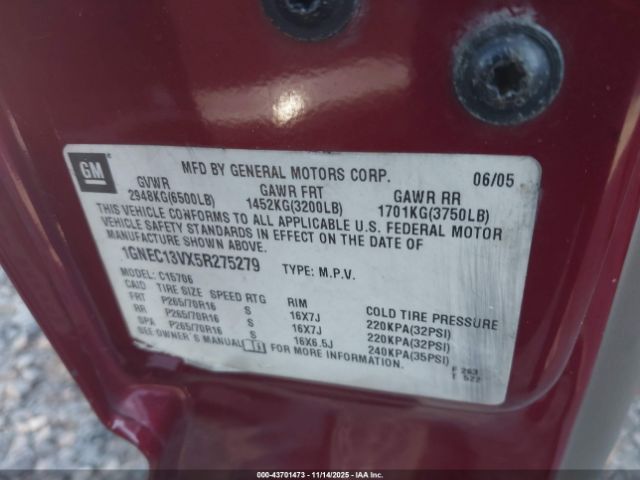 GM
MFD BY GENERAL MOTORS CORP. 06/05
GVWR GAWR FRT GAWR RR
2948KG(6500LB) 1452KG(3200LB) 1701KG(3750LB)
THIS VEHICLE CONFORMS TO ALL APPLICABLE U.S. FEDERAL MOTOR
VEHICLE SAFETY STANDARDS IN EFFECT ON THE DATE OF
MANUFACTURE SHOWN ABOVE.
1GNEC13VX5R275279 TYPE: M.P.V.
MODEL: C15706
CAID TIRE SIZE SPEED RTG RIM COLD TIRE PRESSURE
FRT P265/70R16 S 16X7J 220KPA(32PSI)
RR P265/70R16 S 16X7J 220KPA(32PSI)
SPA P265/70R16 S 16X6.5J 240KPA(35PSI)
SEE OWNER'S MANUAL FOR MORE INFORMATION.
F 263
T 522
000-43701473 - 11/14/2025 - IAA Inc.